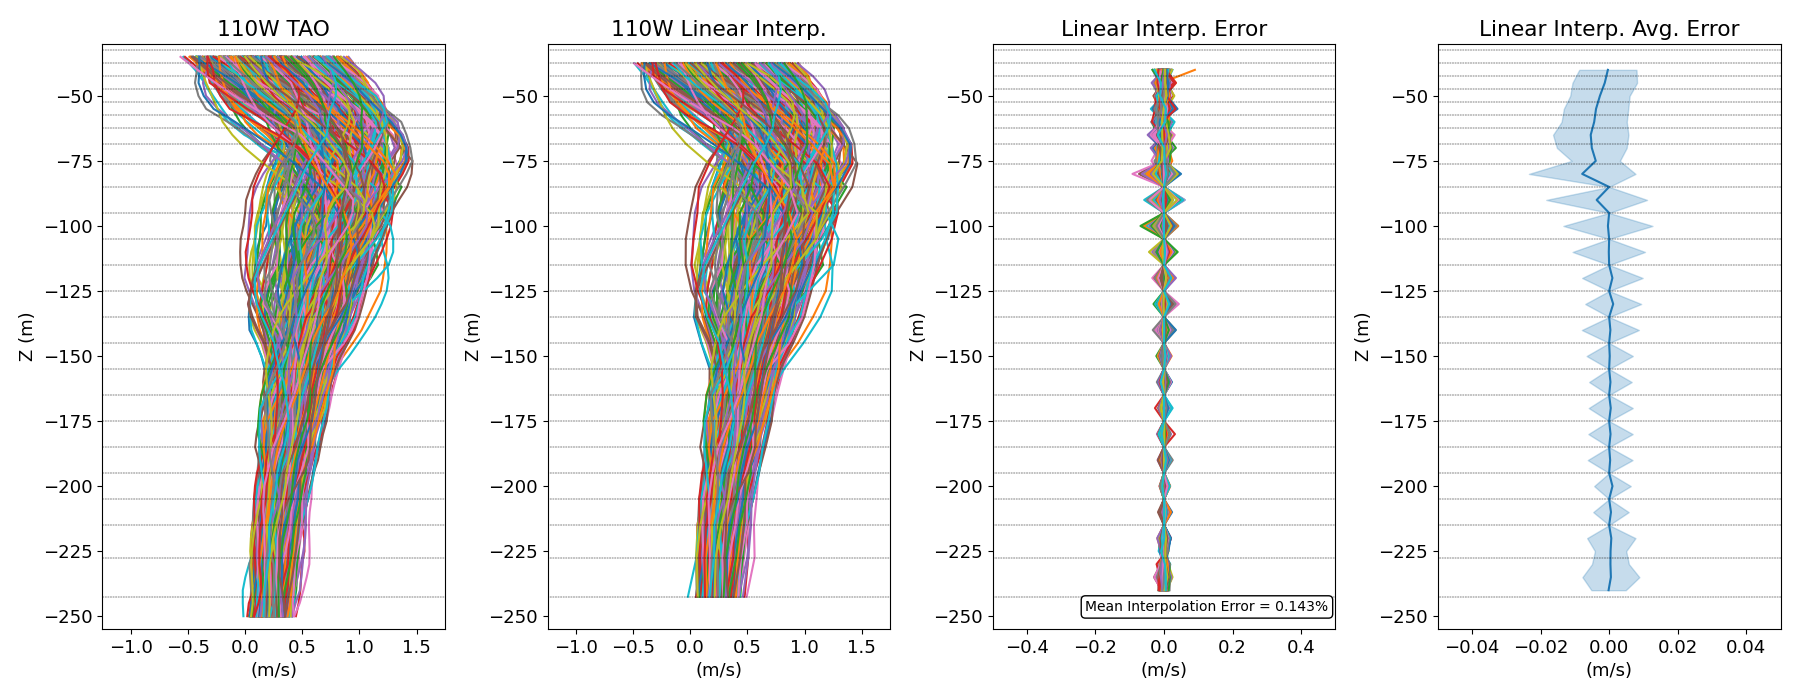 110W TAO
110W Linear Interp.
Linear Interp. Error
Linear Interp. Avg. Error
Z (m)
−50
−75
−100
−125
−150
−175
−200
−225
−250
−1.0 −0.5 0.0 0.5 1.0 1.5
(m/s)
Z (m)
−50
−75
−100
−125
−150
−175
−200
−225
−250
−1.0 −0.5 0.0 0.5 1.0 1.5
(m/s)
Z (m)
−50
−75
−100
−125
−150
−175
−200
−225
−250
Mean Interpolation Error = 0.143%
−0.4 −0.2 0.0 0.2 0.4
(m/s)
Z (m)
−50
−75
−100
−125
−150
−175
−200
−225
−250
−0.04 −0.02 0.00 0.02 0.04
(m/s)